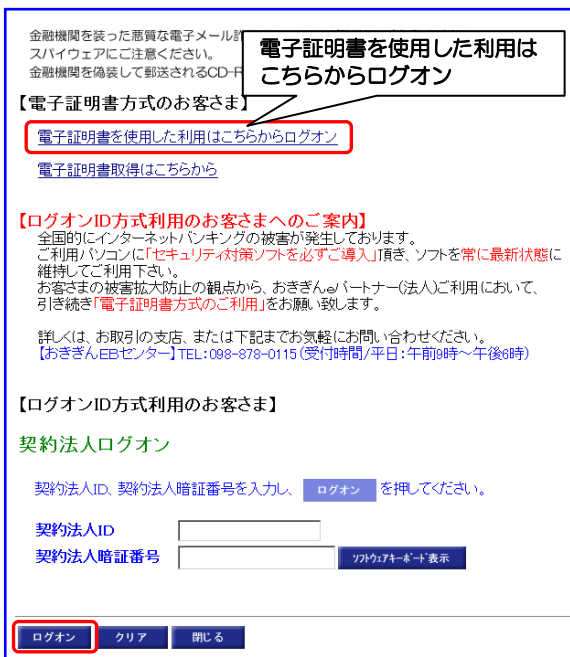 金融機関を装った悪質な電子メール
スパイウェアにご注意ください。
金融機関を偽装して郵送されるCD-R
電子証明書を使用した利用は
こちらからログオン
【電子証明書方式のお客さま】
電子証明書を使用した利用はこちらからログオン
電子証明書取得はこちらから
【ログオンID方式利用のお客さまへのご案内】
全国的にインターネットバンキングの被害が発生しております。
ご利用パソコンに「セキュリティ対策ソフトを必ずご導入」頂き、ソフトを常に最新状態に
維持してご利用下さい。
お客さまの被害拡大防止の観点から、おきぎんeパートナー(法人)ご利用において、
引き続き「電子証明書方式のご利用」をお願い致します。
詳しくは、お取引の支店、または下記までお気軽にお問い合わせください。
【おきぎんEBセンター】TEL:098-878-0115(受付時間/平日:午前9時～午後6時)
【ログオンID方式利用のお客さま】
契約法人ログオン
契約法人ID、契約法人暗証番号を入力し、 ログオン を押してください。
契約法人ID
契約法人暗証番号 ソフトウェアキーボード表示
ログオン クリア 閉じる